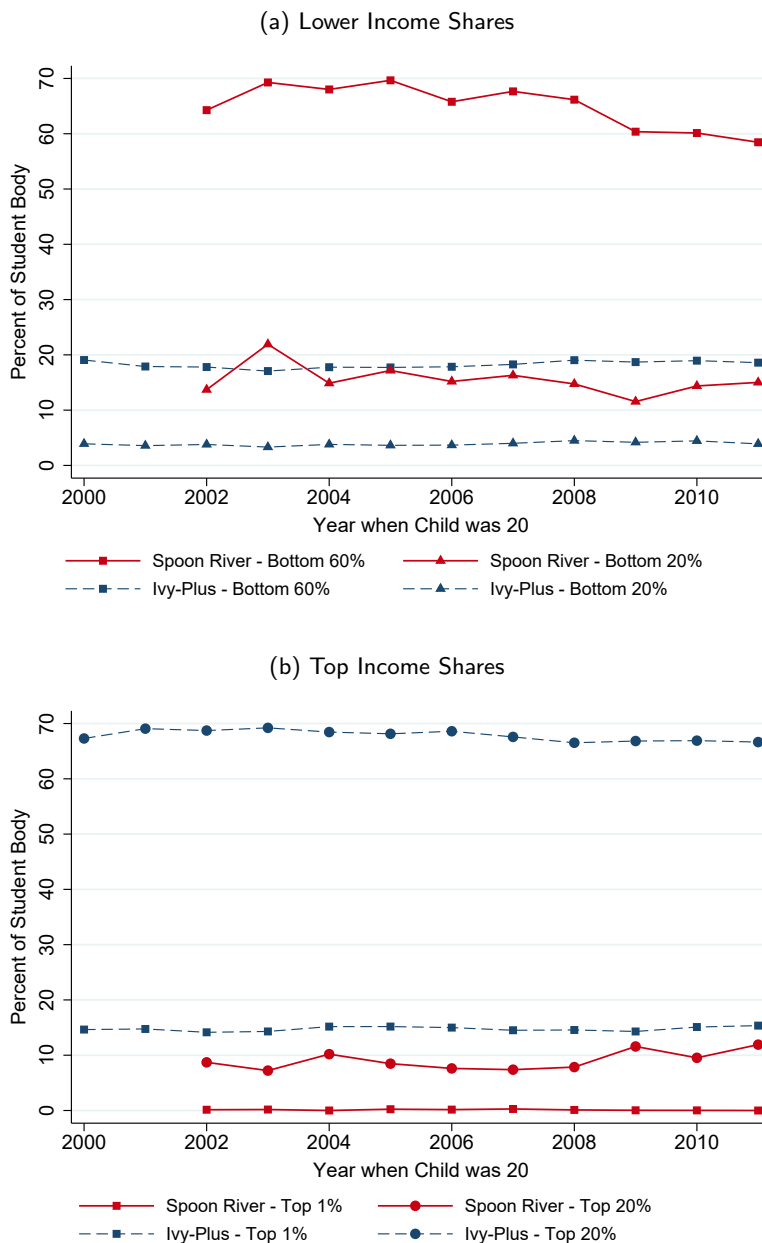 (a) Lower Income Shares
Percent of Student Body
70
60
50
40
30
20
10
0
2000 2002 2004 2006 2008 2010
Year when Child was 20
Spoon River - Bottom 60% Spoon River - Bottom 20%
Ivy-Plus - Bottom 60% Ivy-Plus - Bottom 20%
(b) Top Income Shares
Percent of Student Body
70
60
50
40
30
20
10
0
2000 2002 2004 2006 2008 2010
Year when Child was 20
Spoon River - Top 1% Spoon River - Top 20%
Ivy-Plus - Top 1% Ivy-Plus - Top 20%